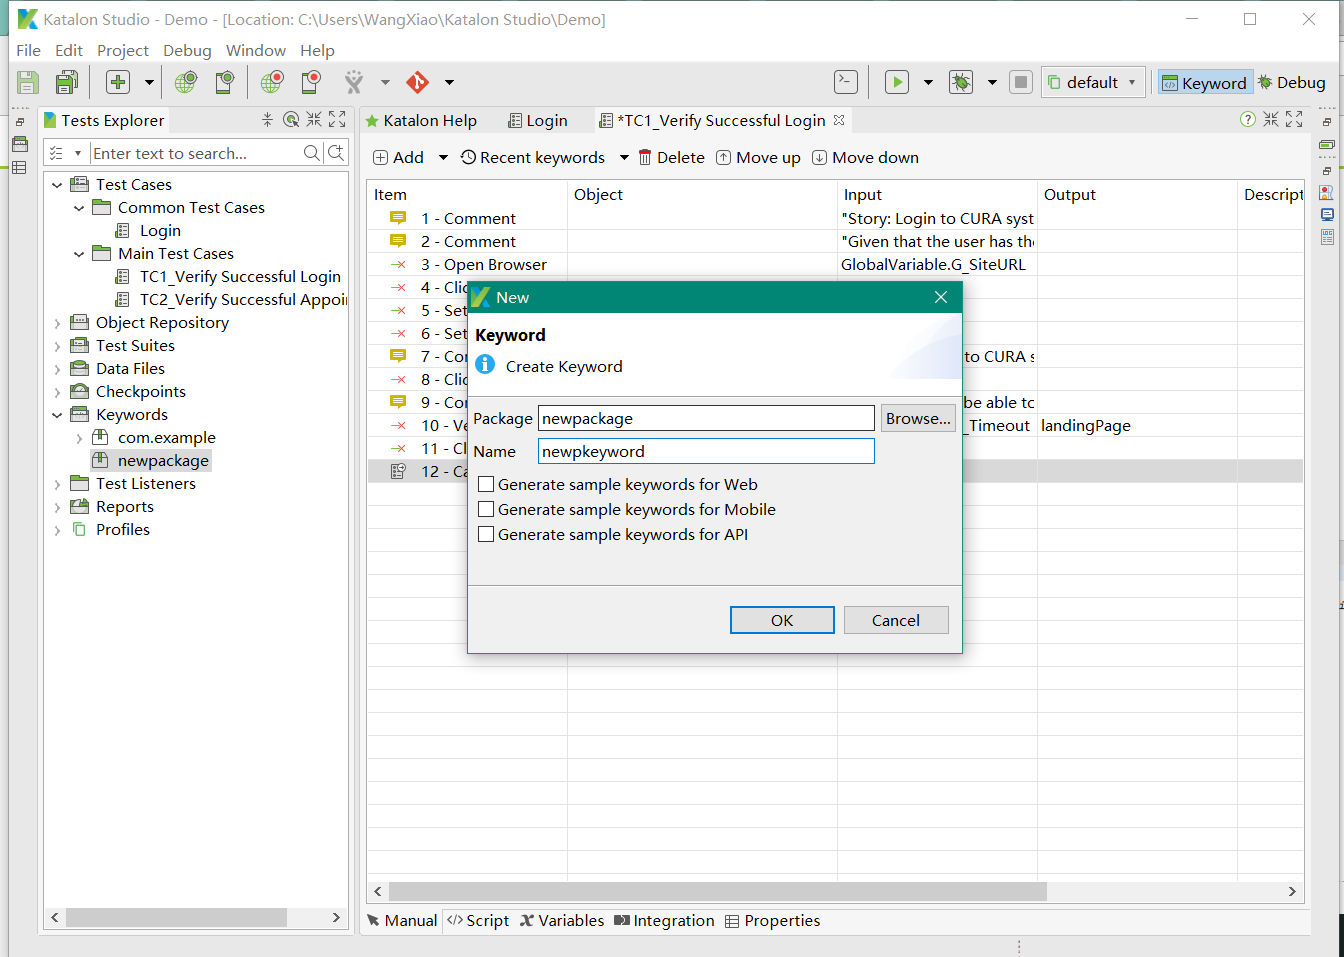 Katalon Studio - Demo - [Location: C:\Users\WangXiao\Katalon Studio\Demo]
File Edit Project Debug Window Help
default
Keyword
Debug
Tests Explorer
Katalon Help
Login
*TC1_Verify Successful Login
Enter text to search...
Add
Recent keywords
Delete
Move up
Move down
Test Cases
Common Test Cases
Login
Main Test Cases
TC1_Verify Successful Login
TC2_Verify Successful Appoi
Object Repository
Test Suites
Data Files
Checkpoints
Keywords
com.example
newpackage
Test Listeners
Reports
Profiles
Item Object Input Output Descript
1 - Comment "Story: Login to CURA syst
2 - Comment "Given that the user has the
3 - Open Browser GlobalVariable.G_SiteURL
4 - Clic
5 - Set
6 - Set
7 - Cor to CURA s
8 - Clic
9 - Cor be able to
10 - Ve _Timeout landingPage
11 - Cl
12 - Ca
New
Keyword
Create Keyword
Package newpackage Browse...
Name newpkeyword
Generate sample keywords for Web
Generate sample keywords for Mobile
Generate sample keywords for API
OK Cancel
Manual
Script
Variables
Integration
Properties